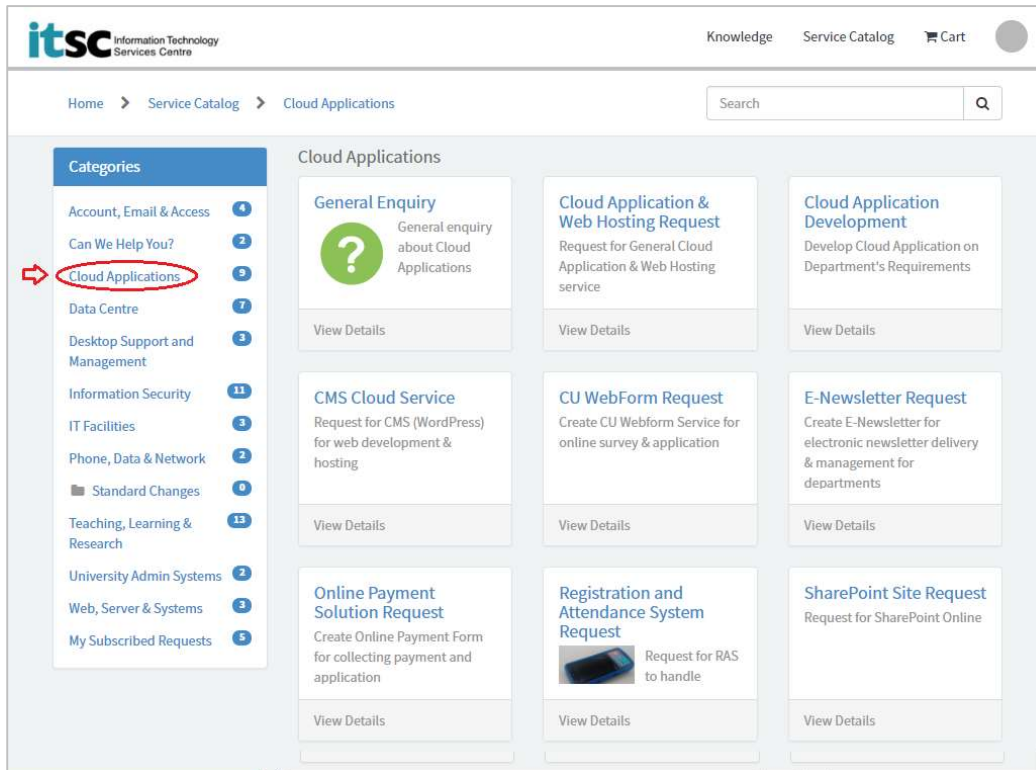 itsc Information Technology
Services Centre
Knowledge Service Catalog Cart
Home > Service Catalog > Cloud Applications
Search
Categories
Account, Email & Access 4
Can We Help You? 2
Cloud Applications 9
Data Centre 7
Desktop Support and 3
Management
Information Security 11
IT Facilities 3
Phone, Data & Network 2
Standard Changes 0
Teaching, Learning & 13
Research
University Admin Systems 2
Web, Server & Systems 3
My Subscribed Requests 5
Cloud Applications
General Enquiry
?
General enquiry
about Cloud
Applications
View Details
Cloud Application &
Web Hosting Request
Request for General Cloud
Application & Web Hosting
service
View Details
Cloud Application
Development
Develop Cloud Application on
Department's Requirements
View Details
CMS Cloud Service
Request for CMS (WordPress)
for web development &
hosting
View Details
CU WebForm Request
Create CU Webform Service for
online survey & application
View Details
E-Newsletter Request
Create E-Newsletter for
electronic newsletter delivery
& management for
departments
View Details
Online Payment
Solution Request
Create Online Payment Form
for collecting payment and
application
View Details
Registration and
Attendance System
Request
Request for RAS
to handle
View Details
SharePoint Site Request
Request for SharePoint Online
View Details